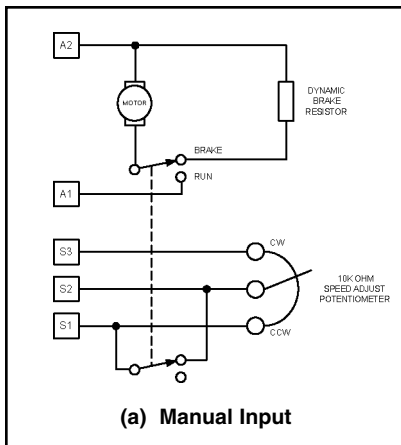 A2
MOTOR
DYNAMIC
BRAKE
RESISTOR
BRAKE
RUN
A1
S3
CW
S2
10K OHM
SPEED ADJUST
POTENTIOMETER
S1
CCW
(a) Manual Input